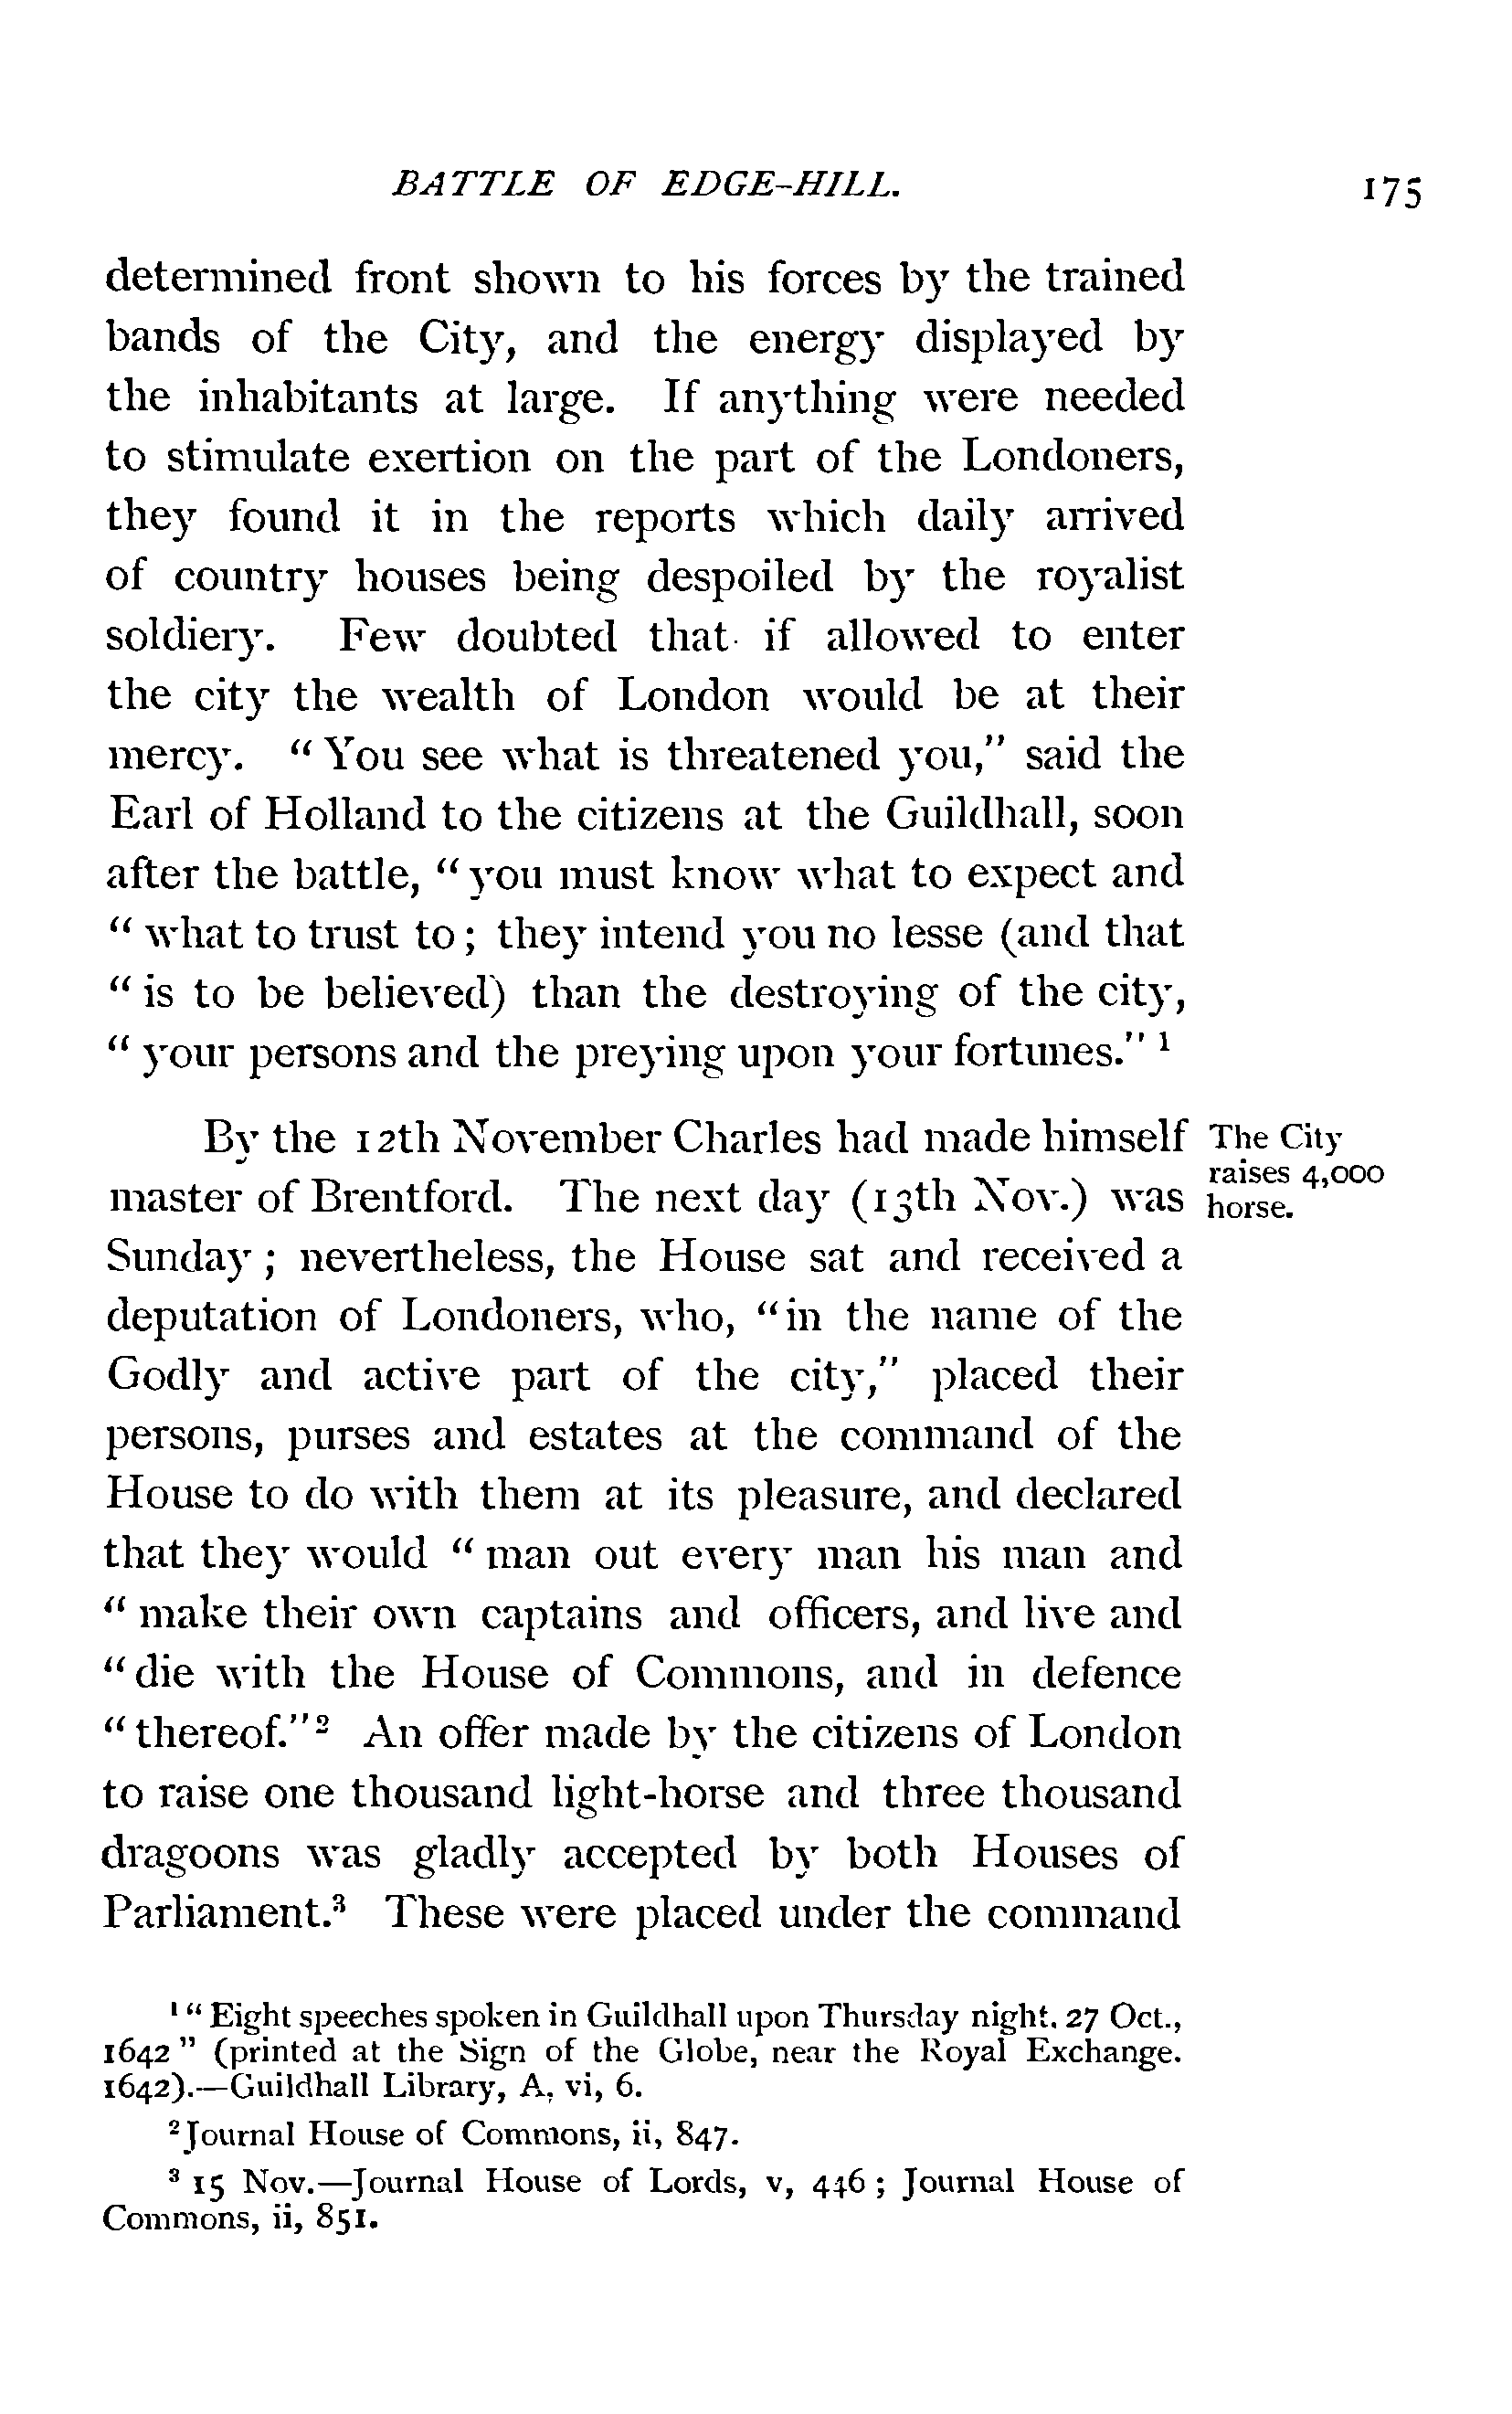 BATTLE OF EDGE-HILL. 175
determined front shown to his forces by the trained
bands of the City, and the energy displayed by
the inhabitants at large. If anything were needed
to stimulate exertion on the part of the Londoners,
they found it in the reports which daily arrived
of country houses being despoiled by the royalist
soldiery. Few doubted that if allowed to enter
the city the wealth of London would be at their
mercy. “You see what is threatened you,” said the
Earl of Holland to the citizens at the Guildhall, soon
after the battle, “you must know what to expect and
“what to trust to; they intend you no lesse (and that
“is to be believed) than the destroying of the city,
“your persons and the preying upon your fortunes.” ¹
By the 12th November Charles had made himself
master of Brentford. The next day (13th Nov.) was
Sunday; nevertheless, the House sat and received a
deputation of Londoners, who, “in the name of the
Godly and active part of the city,” placed their
persons, purses and estates at the command of the
House to do with them at its pleasure, and declared
that they would “man out every man his man and
“make their own captains and officers, and live and
“die with the House of Commons, and in defence
“thereof.”² An offer made by the citizens of London
to raise one thousand light-horse and three thousand
dragoons was gladly accepted by both Houses of
Parliament.³ These were placed under the command
The City
raises 4,000
horse.
¹ “Eight speeches spoken in Guildhall upon Thursday night, 27 Oct.,
1642” (printed at the Sign of the Globe, near the Royal Exchange.
1642).—Guildhall Library, A, vi, 6.
² Journal House of Commons, ii, 847.
³ 15 Nov.—Journal House of Lords, v, 446; Journal House of
Commons, ii, 851.